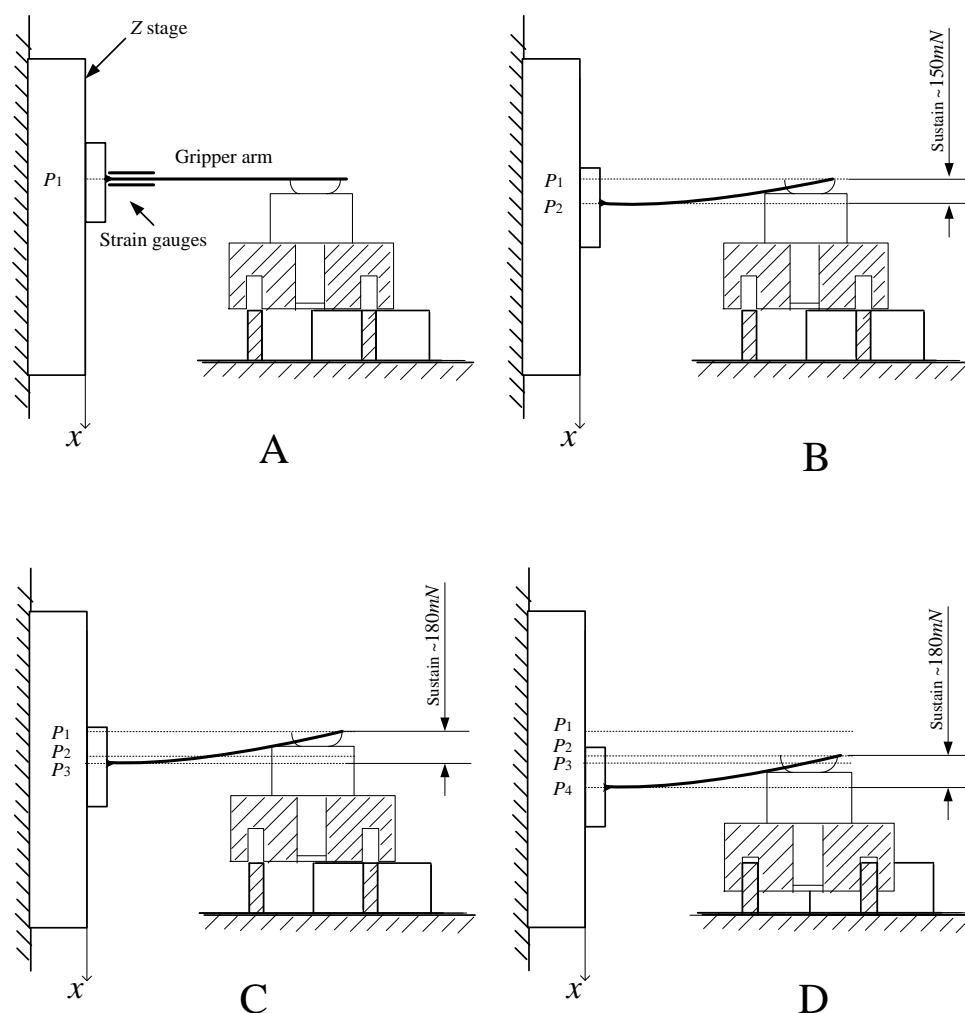 Z stage
P1
Gripper arm
Strain gauges
x
A
Sustain ~150mN
P1
P2
x
B
Sustain ~180mN
P1
P2
P3
x
C
Sustain ~180mN
P1
P2
P3
P4
x
D